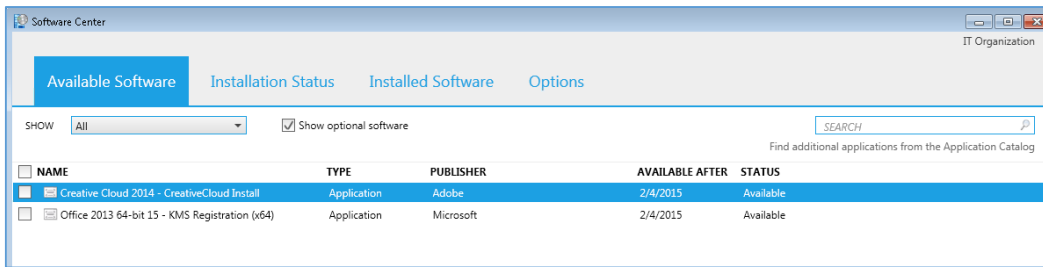 Software Center
IT Organization
Available Software Installation Status Installed Software Options
SHOW All Show optional software SEARCH
Find additional applications from the Application Catalog
NAME TYPE PUBLISHER AVAILABLE AFTER STATUS
Creative Cloud 2014 - CreativeCloud Install Application Adobe 2/4/2015 Available
Office 2013 64-bit 15 - KMS Registration (x64) Application Microsoft 2/4/2015 Available